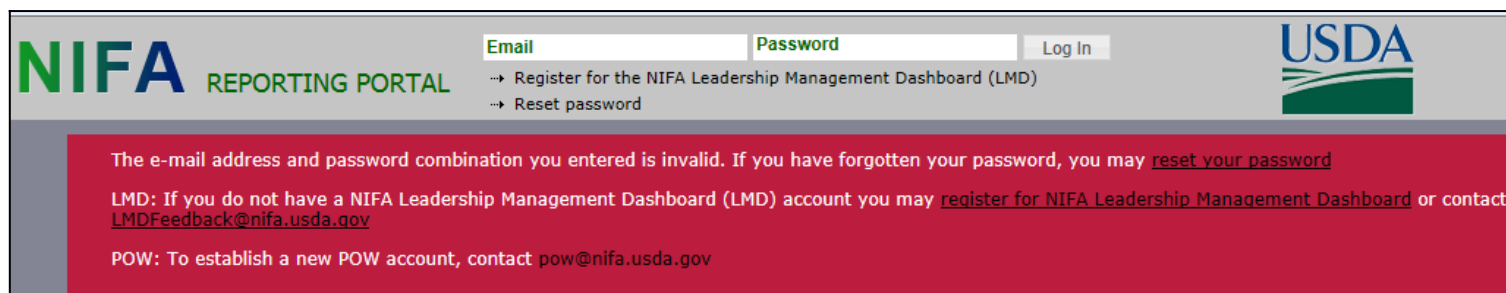 NIFA REPORTING PORTAL
Email
Password
Log In
Register for the NIFA Leadership Management Dashboard (LMD)
Reset password
USDA
The e-mail address and password combination you entered is invalid. If you have forgotten your password, you may reset your password
LMD: If you do not have a NIFA Leadership Management Dashboard (LMD) account you may register for NIFA Leadership Management Dashboard or contact
LMDFeedback@nifa.usda.gov
POW: To establish a new POW account, contact pow@nifa.usda.gov